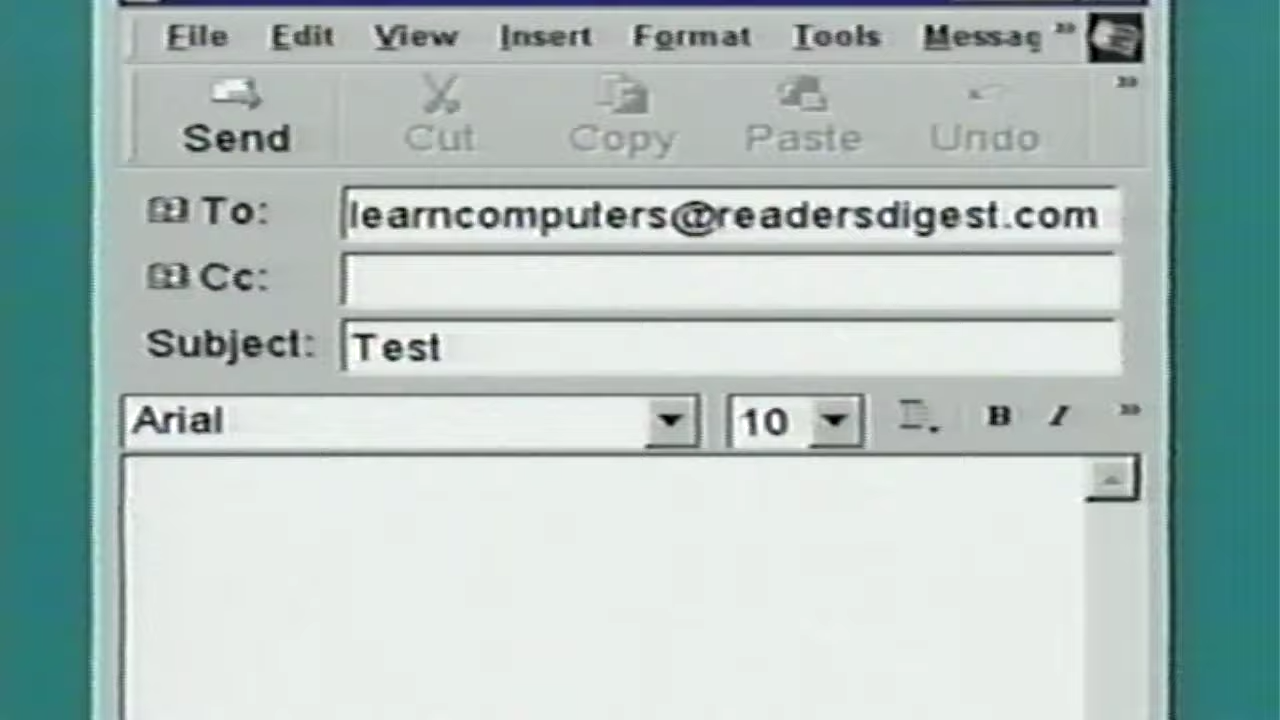 File Edit View Insert Format Tools Messag »
Send Cut Copy Paste Undo »
To: learncomputers@readersdigest.com
Cc:
Subject: Test
Arial 10 B I »